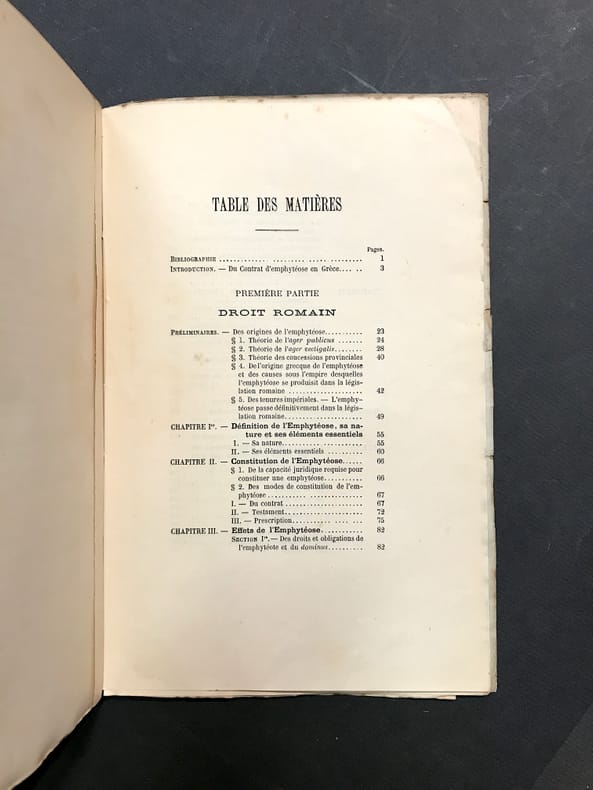 TABLE DES MATIÈRES
Pages.
BIBLIOGRAPHIE .............. ......... ..... ......... 1
INTRODUCTION. — Du Contrat d'emphytéose en Grèce.... .. 3
PREMIÈRE PARTIE
DROIT ROMAIN
PRÉLIMINAIRES. — Des origines de l'emphytéose.......... 23
§ 1. Théorie de l'ager publicus ....... 24
§ 2. Théorie de l'ager vectigalis........ 28
§ 3. Théorie des concessions provinciales 40
§ 4. De l'origine grecque de l'emphytéose
et des causes sous l'empire desquelles
l'emphytéose se produisit dans la légis-
lation romaine .................... 42
§ 5. Des tenures impériales. — L'emphy-
téose passe définitivement dans la légis-
lation romaine..................... 49
CHAPITRE Ier. — Définition de l'Emphytéose, sa na-
ture et ses éléments essentiels 55
I. — Sa nature...................... 55
II. — Ses éléments essentiels .......... 60
CHAPITRE II. — Constitution de l'Emphytéose...... 66
§ 1. De la capacité juridique requise pour
constituer une emphytéose........... 66
§ 2. Des modes de constitution de l'em-
phytéose .......................... 67
I. — Du contrat ...................... 67
II. — Testament...................... 72
III. — Prescription........ .... ... 75
CHAPITRE III. — Effets de l'Emphytéose........... 82
SECTION Ire. — Des droits et obligations de
l'emphytéote et du dominus.......... 82